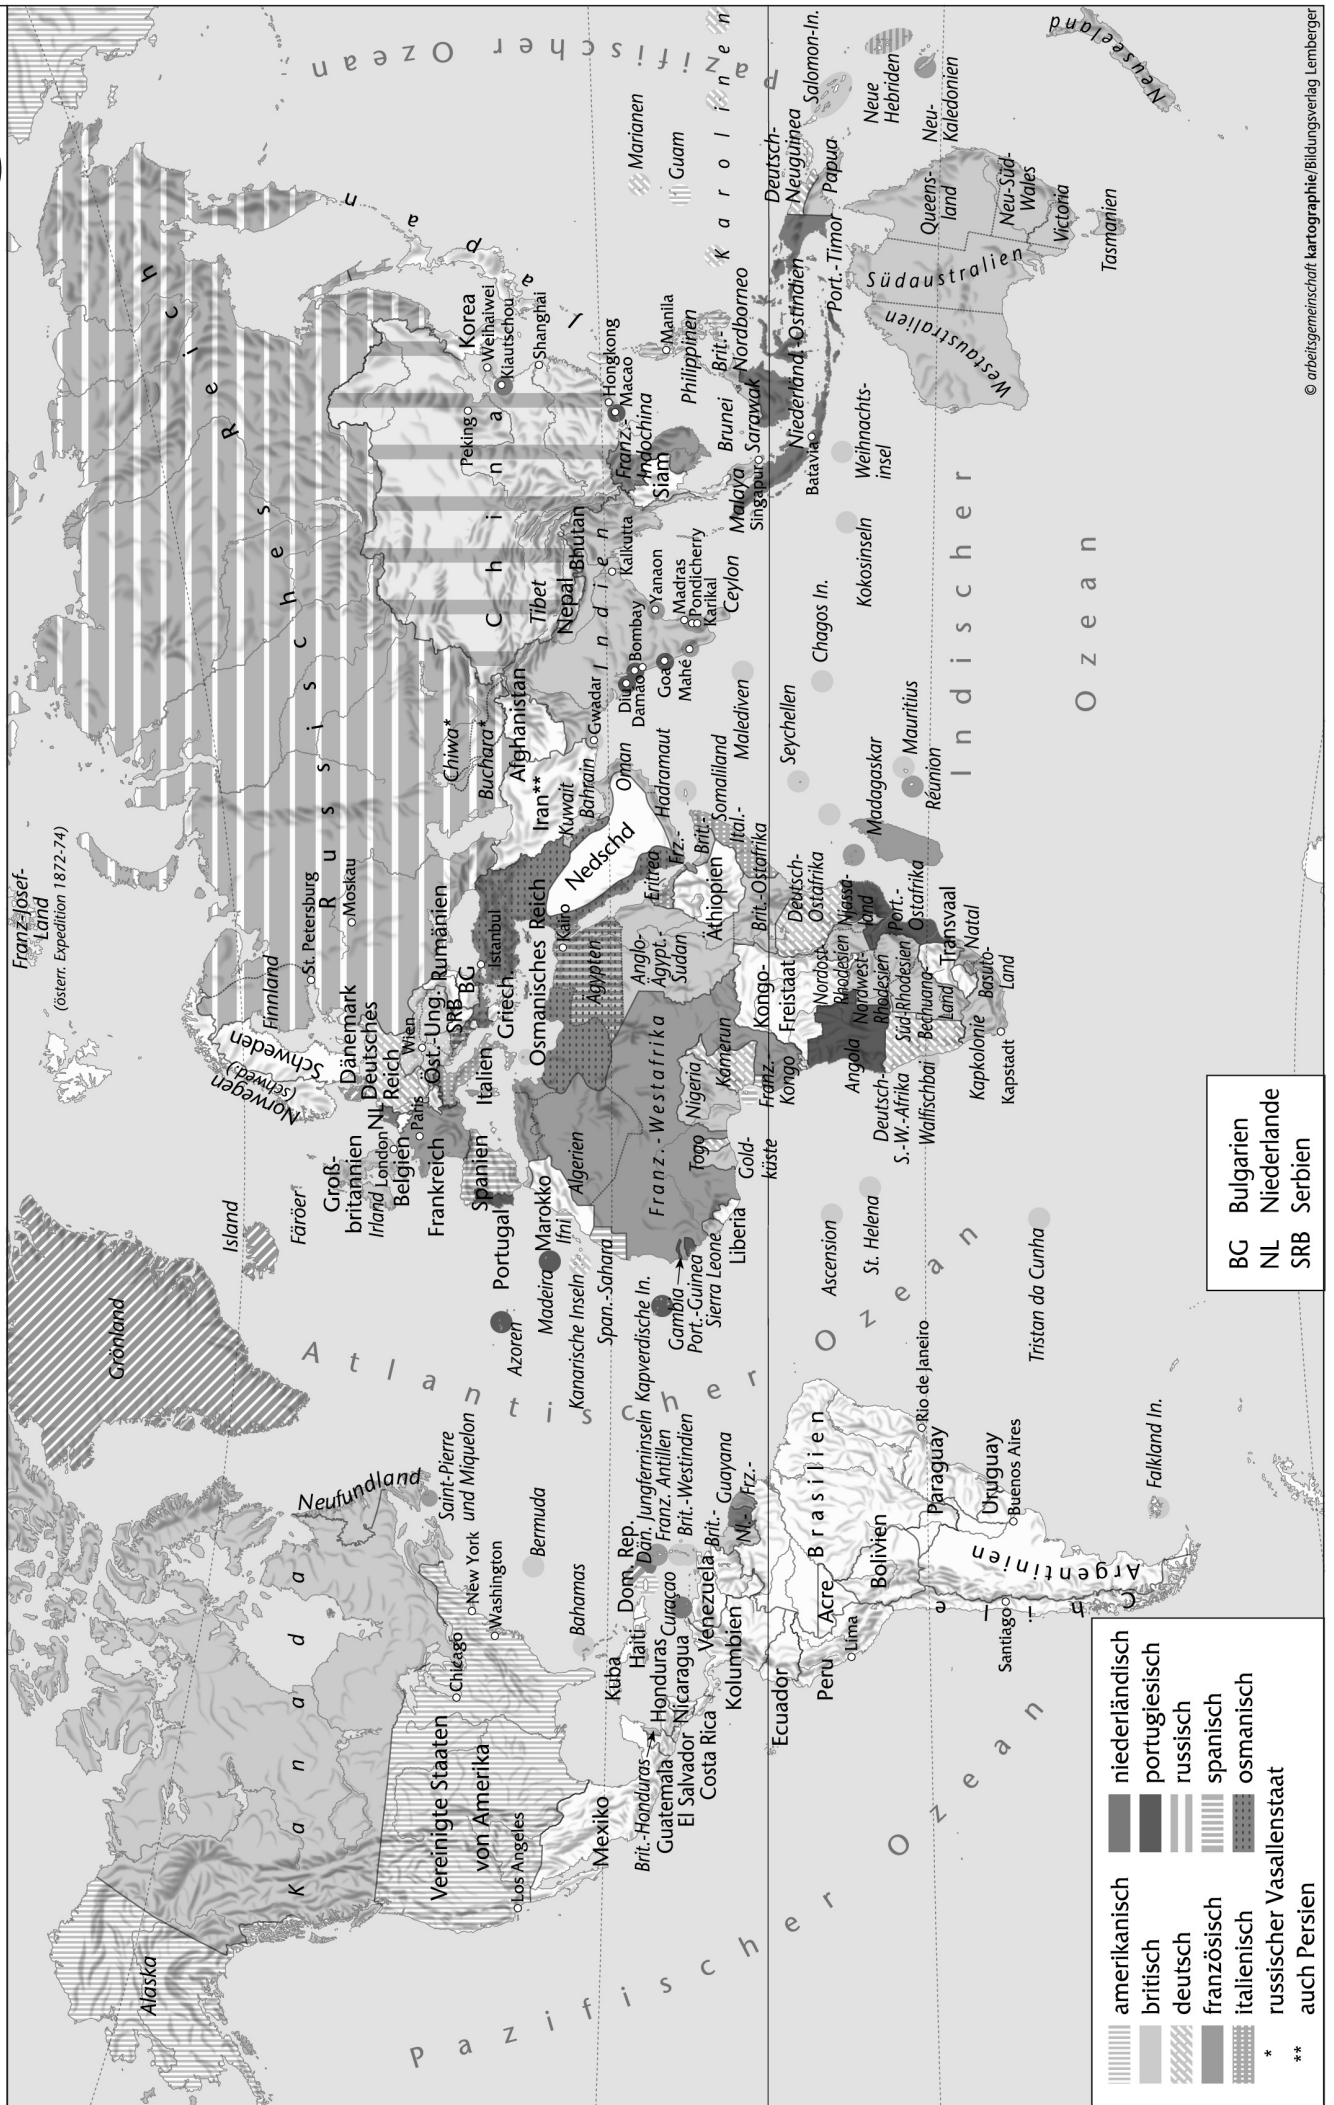 Pazifischer Ozean
Alaska
Kanada
Neufundland
Grönland
Island
Färöer
Saint-Pierre
und Miquelon
Vereinigte Staaten
von Amerika
Los Angeles
Chicago
New York
Washington
Bermuda
Bahamas
Mexiko
Kuba
Haiti
Dom. Rep.
Dän. Jungferninseln
Franz. Antillen
Brit.-Westindien
Curaçao
Brit.-Honduras
Guatemala
El Salvador
Honduras
Nicaragua
Costa Rica
Venezuela
Kolumbien
Brit.-
Nl.-
Frz.-
Guayana
Ecuador
Peru
Lima
Acre
Brasilien
Bolivien
Rio de Janeiro
Paraguay
Uruguay
Buenos Aires
Santiago
Chile
Argentinien
Falkland In.
Atlantischer Ozean
Azoren
Madeira
Kanarische Inseln
Kapverdische In.
Ascension
St. Helena
Tristan da Cunha
Franz-Josef-
Land
(österr. Expedition 1872-74)
Norwegen
(schwed.)
Schweden
Finnland
St. Petersburg
Moskau
Russisches Reich
Dänemark
Groß-
britannien
Irland
London
NL
Belgien
Deutsches
Reich
Paris
Frankreich
Wien
Öst.-Ung.
Rumänien
SRB
BG
Istanbul
Griech.
Italien
Spanien
Portugal
Osmanisches Reich
Marokko
Ifni
Algerien
Span.-Sahara
Franz.-Westafrika
Gambia
Port.-Guinea
Sierra Leone
Liberia
Togo
Gold-
küste
Nigeria
Kamerun
Franz.-
Kongo
Kairo
Ägypten
Anglo-
Ägypt.-
Sudan
Eritrea
Äthiopien
Frz.-
Brit.-
Ital.-
Somaliland
Brit.-Ostafrika
Deutsch-
Ostafrika
Kongo-
Freistaat
Angola
Nordost-
Rhodesien
Nordwest-
Rhodesien
Süd-Rhodesien
Njassa-
land
Port.-
Ostafrika
Deutsch-
S.-W.-Afrika
Walfischbai
Bechuana-
Land
Transvaal
Natal
Basuto-
Land
Kapkolonie
Kapstadt
Madagaskar
Mauritius
Réunion
Seychellen
Chagos In.
Malediven
Nedschd
Kuwait
Bahrain
Oman
Hadramaut
Iran**
Chiwa*
Buchara*
Afghanistan
Gwadar
Indien
Diu
Damão
Bombay
Goa
Mahé
Yanaon
Madras
Pondicherry
Karikal
Ceylon
Kalkutta
Nepal
Bhutan
Tibet
China
Peking
Korea
Weihaiwei
Kiautschou
Shanghai
Japan
Hongkong
Macao
Franz.-
Indochina
Siam
Manila
Philippinen
Malaya
Singapur
Brunei
Sarawak
Brit.-
Nordborneo
Niederländ.-Ostindien
Batavia
Port.-Timor
Weihnachts-
insel
Kokosinseln
Indischer
Ozean
Westaustralien
Südaustralien
Queens-
land
Neu-Süd-
Wales
Victoria
Tasmanien
Neuseeland
Neu-
Kaledonien
Neue
Hebriden
Salomon-In.
Papua
Deutsch-
Neuguinea
Karolinen
Guam
Marianen
Pazifischer Ozean
amerikanisch
britisch
deutsch
französisch
italienisch
niederländisch
portugiesisch
russisch
spanisch
osmanisch
* russischer Vasallenstaat
** auch Persien
BG Bulgarien
NL Niederlande
SRB Serbien
© arbeitsgemeinschaft kartographie/Bildungsverlag Lemberger